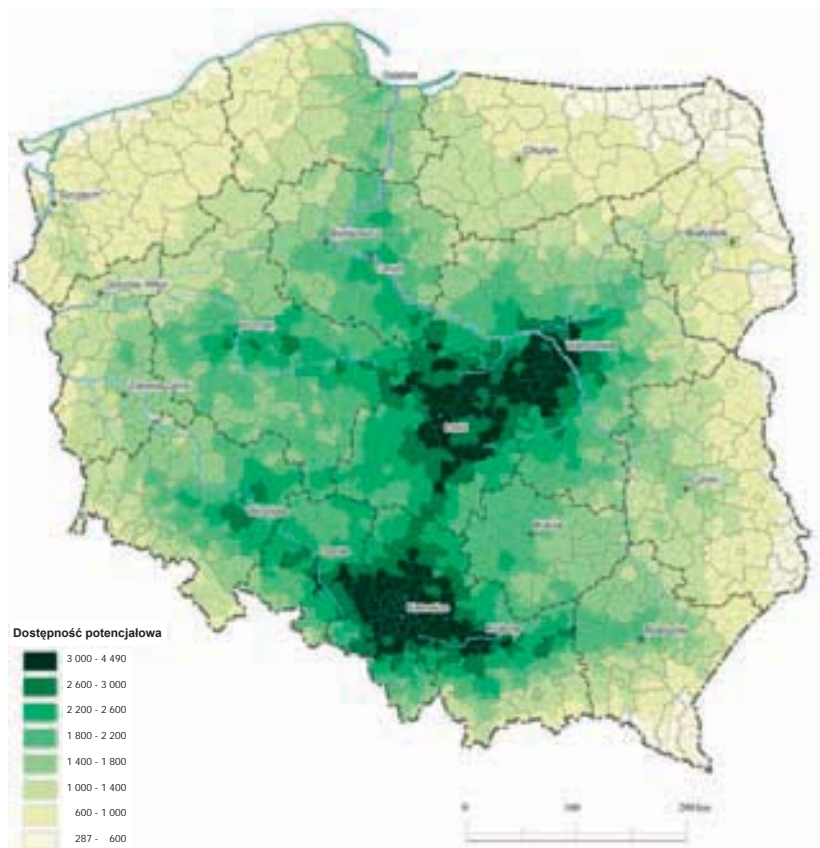 Gdańsk
Olsztyn
Szczecin
Bydgoszcz
Białystok
Toruń
Gorzów Wlkp.
Poznań
Warszawa
Zielona Góra
Łódź
Lublin
Wrocław
Kielce
Opole
Katowice
Kraków
Rzeszów
Dostępność potencjałowa
3 000 - 4 490
2 600 - 3 000
2 200 - 2 600
1 800 - 2 200
1 400 - 1 800
1 000 - 1 400
600 - 1 000
287 - 600
0 100 200 km